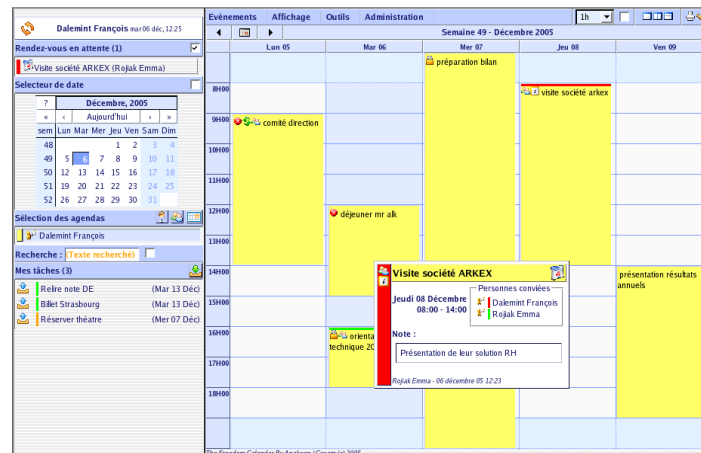 Dalemint François mar 06 déc, 12:25
Rendez-vous en attente (1)
Visite société ARKEX (Rojiak Emma)
Selecteur de date
? Décembre, 2005
« ‹ Aujourd'hui › »
sem Lun Mar Mer Jeu Ven Sam Dim
48 1 2 3 4
49 5 6 7 8 9 10 11
50 12 13 14 15 16 17 18
51 19 20 21 22 23 24 25
52 26 27 28 29 30 31
Sélection des agendas
Dalemint François
Recherche : (Texte recherché)
Mes tâches (3)
Relire note DE (Mar 13 Déc)
Billet Strasbourg (Mar 13 Déc)
Réserver théatre (Mer 07 Déc)
Evènements Affichage Outils Administration 1h
Semaine 49 - Décembre 2005
Lun 05 Mar 06 Mer 07 Jeu 08 Ven 09
préparation bilan
8H00
visite société arkex
9H00
comité direction
10H00
11H00
12H00
déjeuner mr alk
13H00
14H00
présentation résultats
annuels
15H00
16H00
orienta
technique 20
17H00
18H00
Visite société ARKEX
Personnes conviées
Jeudi 08 Décembre
08:00 - 14:00
Dalemint François
Rojiak Emma
Note :
Présentation de leur solution RH
Rojiak Emma - 06 décembre 05 12:23